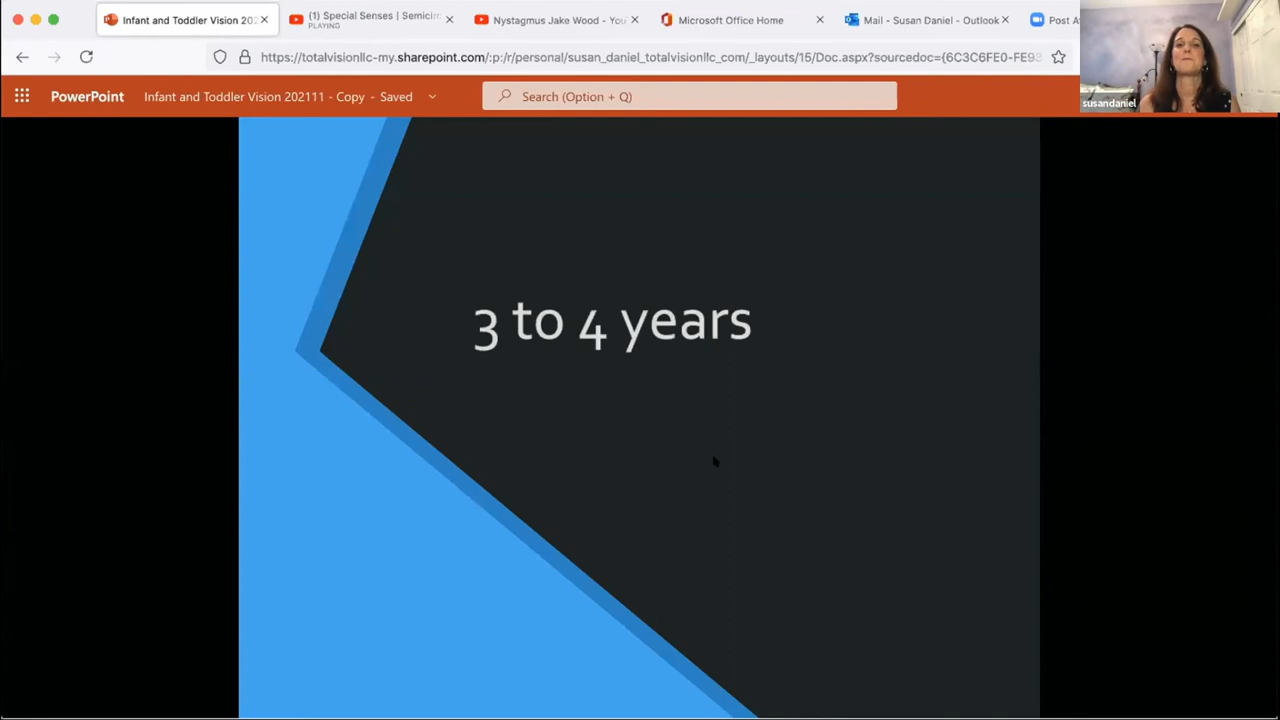 Infant and Toddler Vision 202
(1) Special Senses | Semicirc
PLAYING
Nystagmus Jake Wood - You
Microsoft Office Home
Mail - Susan Daniel - Outlook
Post A
https://totalvisionllc-my.sharepoint.com/:p:/r/personal/susan_daniel_totalvisionllc_com/_layouts/15/Doc.aspx?sourcedoc={6C3C6FE0-FE93
PowerPoint
Infant and Toddler Vision 202111 - Copy - Saved
Search (Option + Q)
susandaniel
3 to 4 years